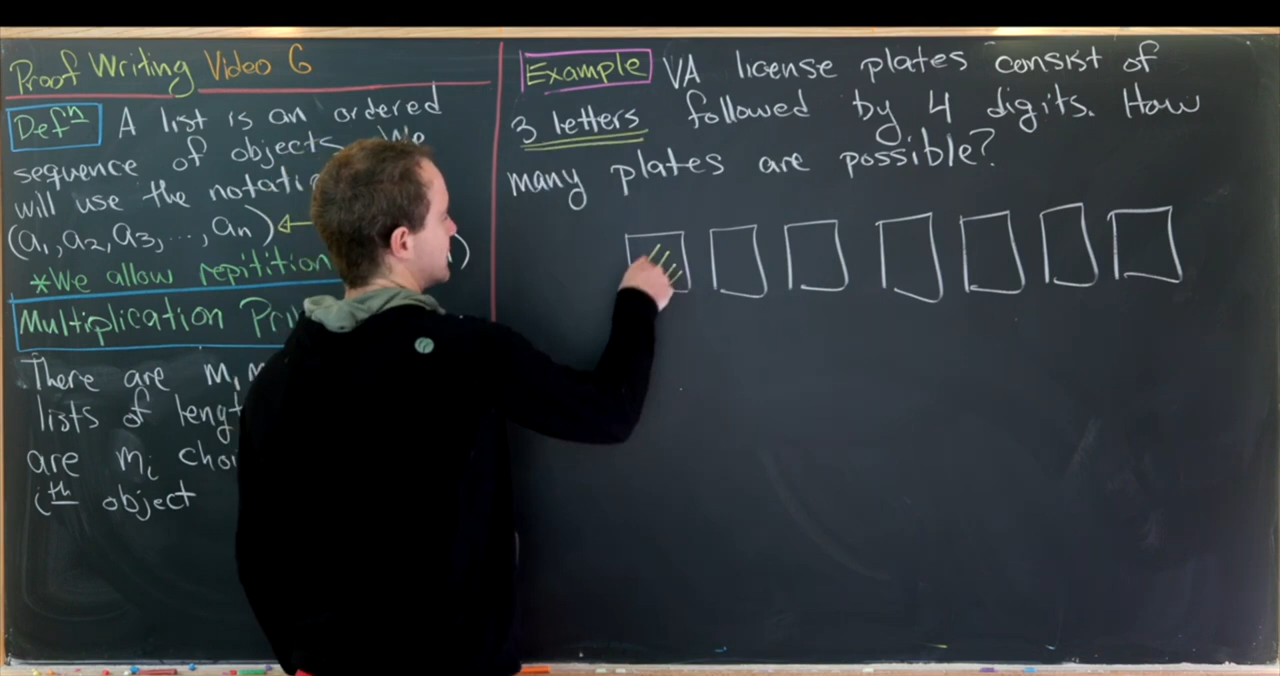 Proof Writing Video 6
Defⁿ A list is an ordered
sequence of objects. We
will use the notati
(a₁, a₂, a₃, ..., aₙ) ← )
*We allow repitition
Multiplication Pri
There are m₁ m
lists of lengt
are mᵢ choi
iᵗʰ object
Example VA license plates consist of
3 letters followed by 4 digits. How
many plates are possible?